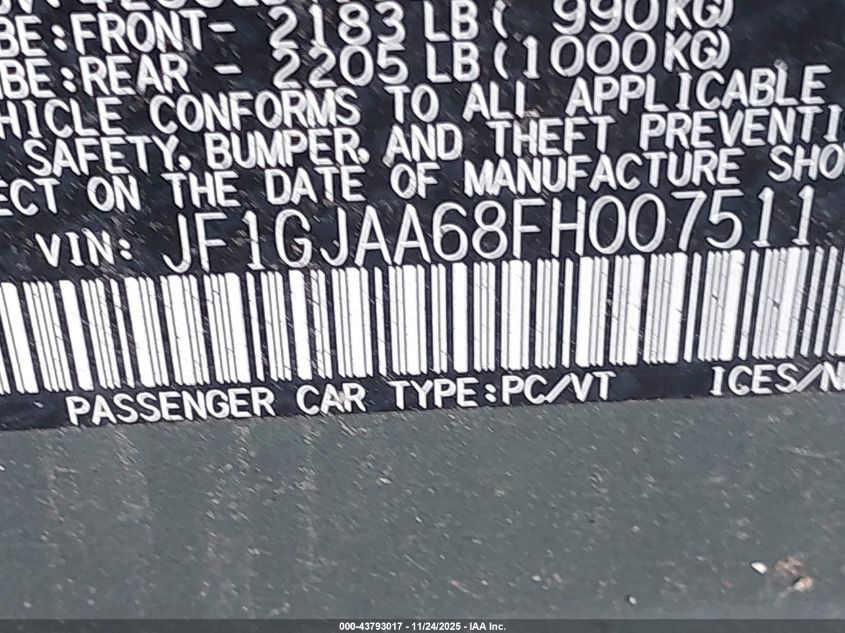 BE:FRONT- 2183 LB( 990KG)
BE:REAR - 2205 LB(1000KG)
HICLE CONFORMS TO ALL APPLICABLE
SAFETY, BUMPER, AND THEFT PREVENTI
ECT ON THE DATE OF MANUFACTURE SHO
VIN: JF1GJAA68FH007511
PASSENGER CAR TYPE:PC/VT ICES/N
000-43793017 - 11/24/2025 - IAA Inc.